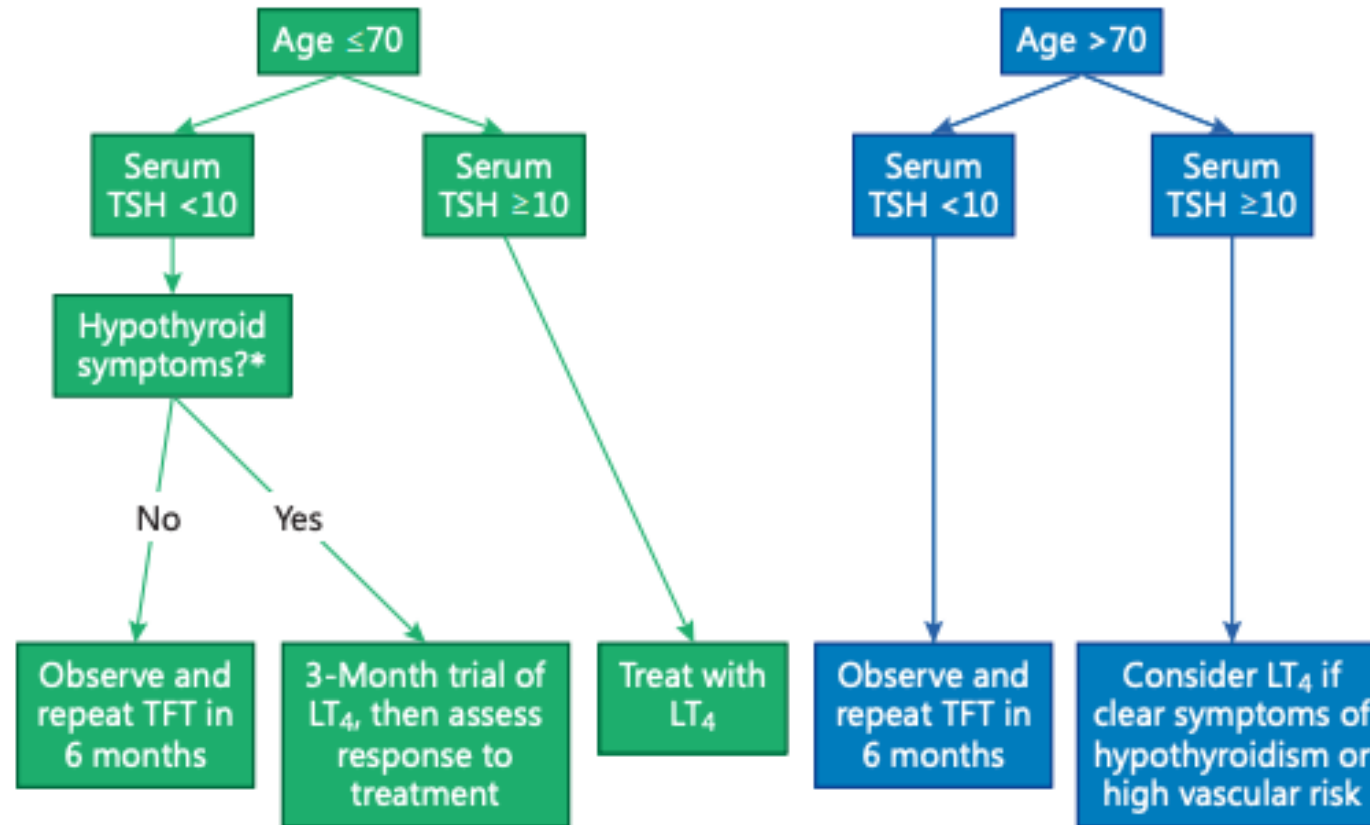 Age ≤70
Serum
TSH <10
Serum
TSH ≥10
Hypothyroid
symptoms?*
No
Yes
Observe and
repeat TFT in
6 months
3-Month trial of
LT₄, then assess
response to
treatment
Treat with
LT₄
Age >70
Serum
TSH <10
Serum
TSH ≥10
Observe and
repeat TFT in
6 months
Consider LT₄ if
clear symptoms of
hypothyroidism or
high vascular risk